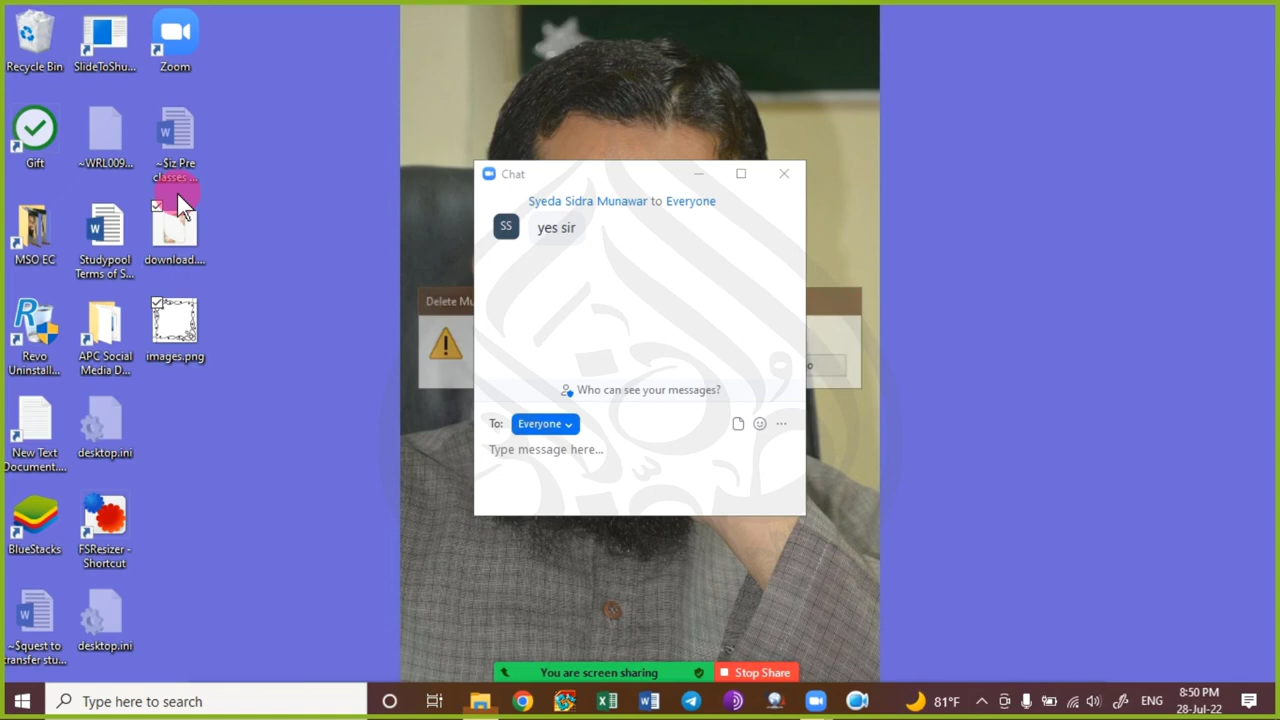 Recycle Bin
SlideToShu...
Zoom
Gift
~WRL009...
~$iz Pre
classes ...
MSO EC
Studypool
Terms of S...
download....
Revo
Uninstall...
APC Social
Media D...
images.png
New Text
Document....
desktop.ini
BlueStacks
FSResizer -
Shortcut
~$quest to
transfer stu...
desktop.ini
Chat
Syeda Sidra Munawar to Everyone
SS
yes sir
Delete Mu
Who can see your messages?
To: Everyone
Type message here...
You are screen sharing
Stop Share
Type here to search
81°F
ENG
8:50 PM
28-Jul-22